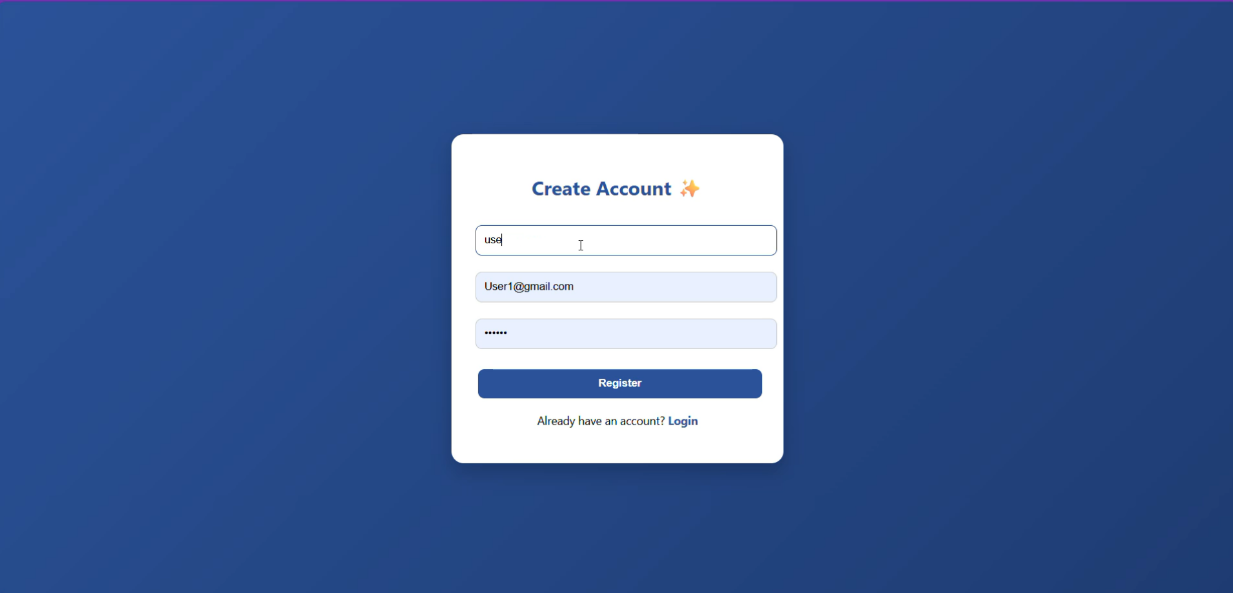 Create Account ✨
use
User1@gmail.com
••••••
Register
Already have an account? Login